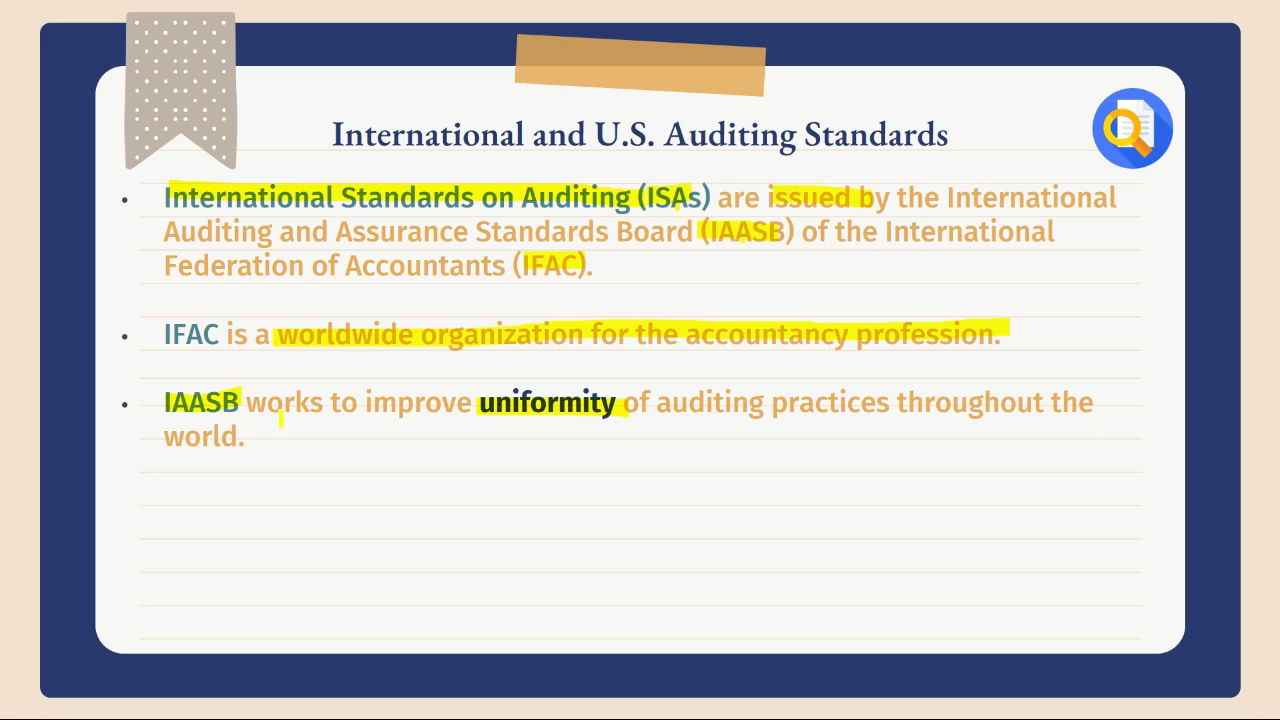 International and U.S. Auditing Standards
• International Standards on Auditing (ISAs) are issued by the International
Auditing and Assurance Standards Board (IAASB) of the International
Federation of Accountants (IFAC).
• IFAC is a worldwide organization for the accountancy profession.
• IAASB works to improve uniformity of auditing practices throughout the
world.